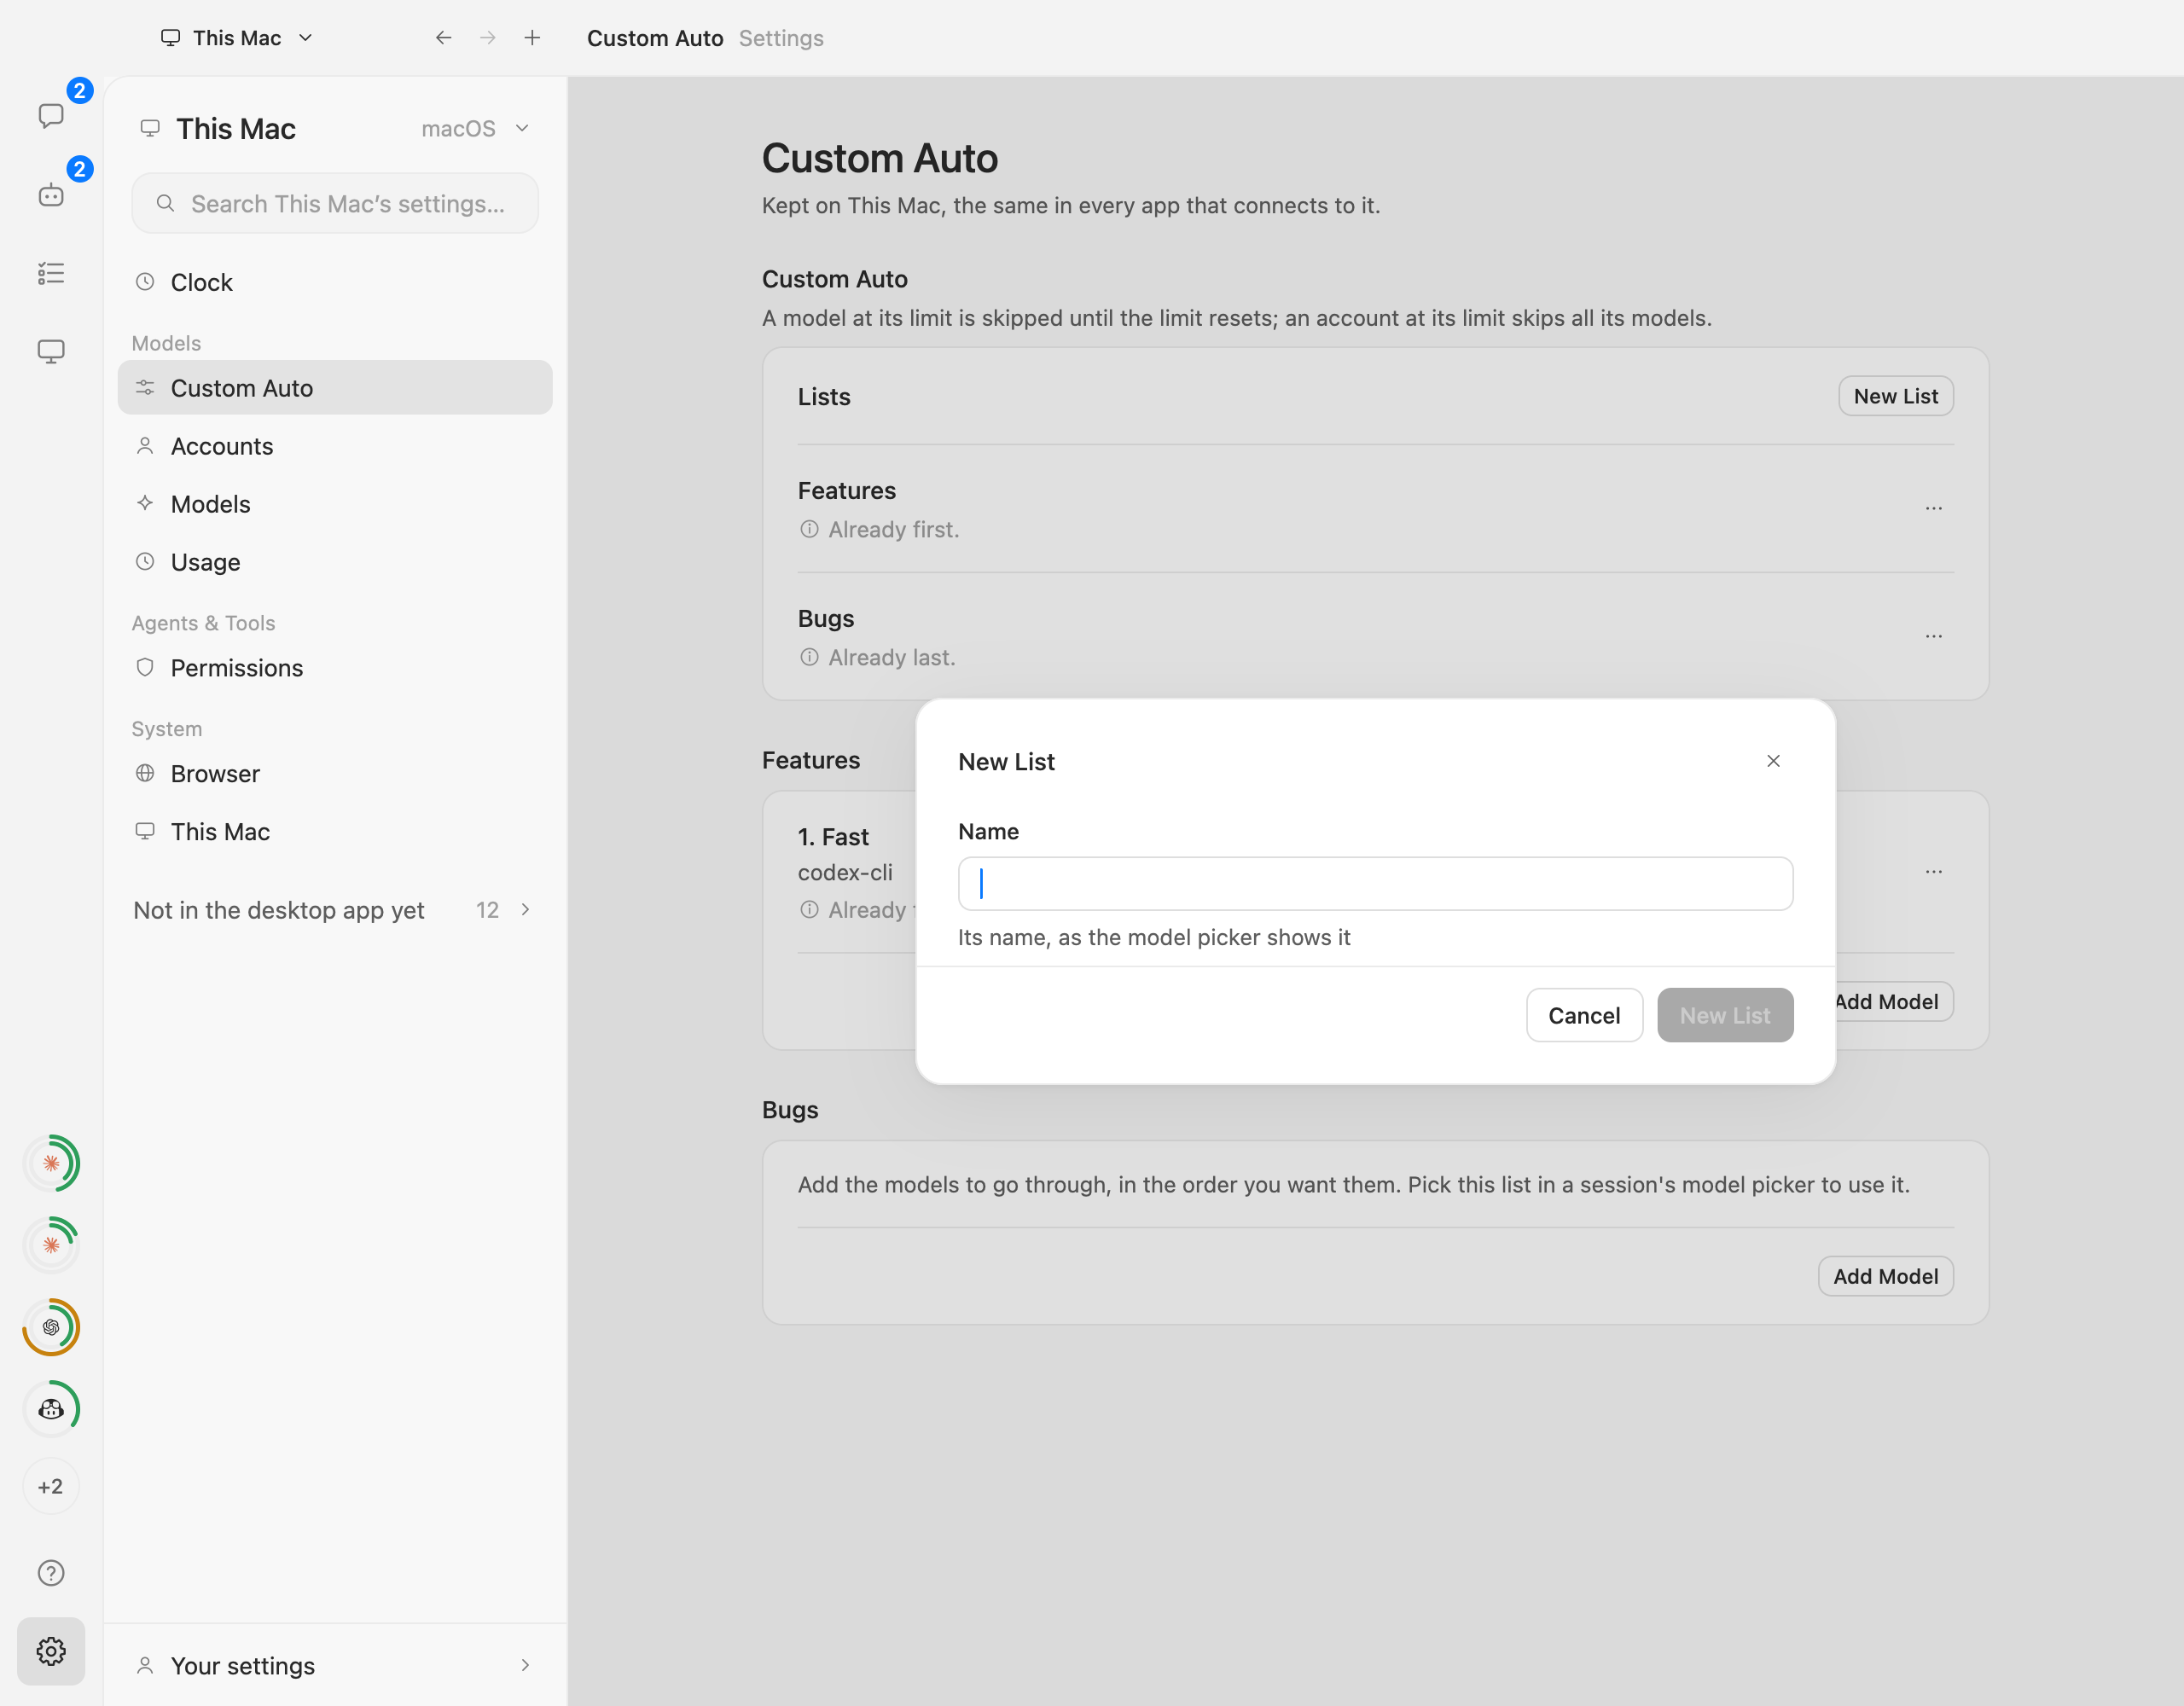 This Mac
Custom Auto Settings
2
2
This Mac macOS
Search This Mac’s settings...
Clock
Models
Custom Auto
Accounts
Models
Usage
Agents & Tools
Permissions
System
Browser
This Mac
Not in the desktop app yet 12
+2
Your settings
Custom Auto
Kept on This Mac, the same in every app that connects to it.
Custom Auto
A model at its limit is skipped until the limit resets; an account at its limit skips all its models.
Lists
New List
Features
Already first.
Bugs
Already last.
Features
1. Fast
codex-cli
Already
Add Model
New List
Name
Its name, as the model picker shows it
Cancel
New List
Bugs
Add the models to go through, in the order you want them. Pick this list in a session's model picker to use it.
Add Model